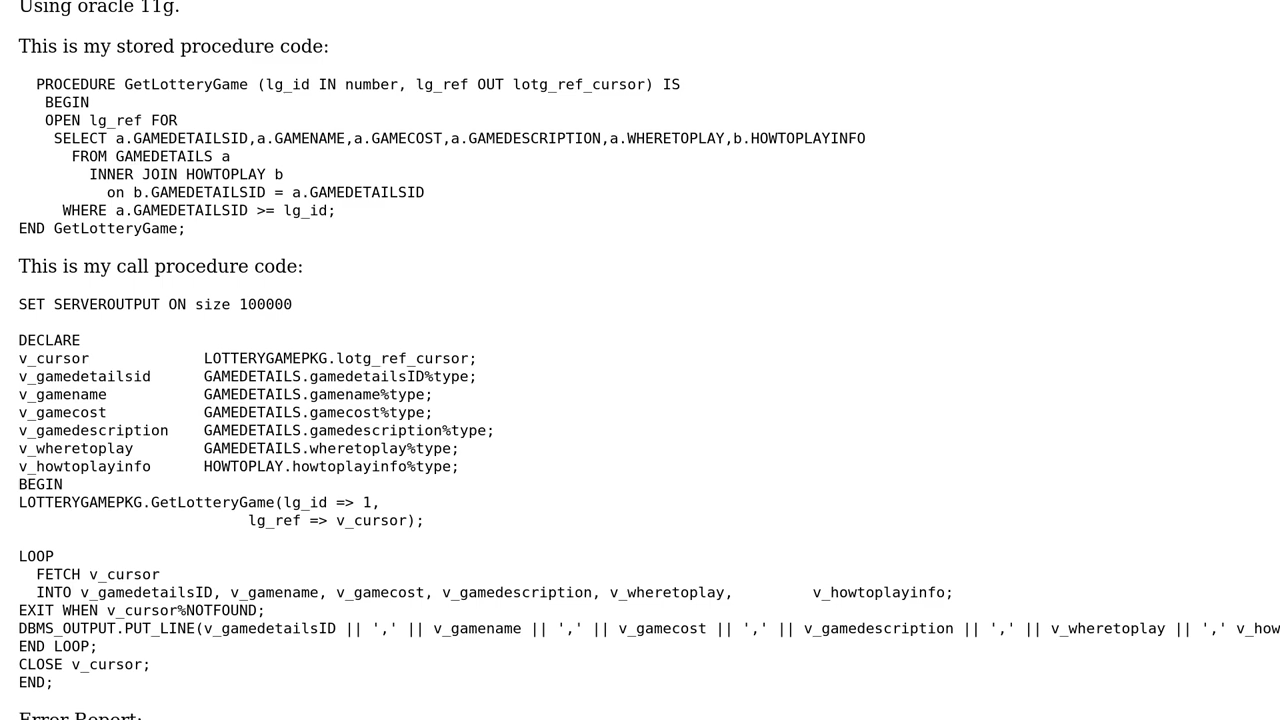 Using oracle 11g.
This is my stored procedure code:
PROCEDURE GetLotteryGame (lg_id IN number, lg_ref OUT lotg_ref_cursor) IS
BEGIN
OPEN lg_ref FOR
SELECT a.GAMEDETAILSID,a.GAMENAME,a.GAMECOST,a.GAMEDESCRIPTION,a.WHERETOPLAY,b.HOWTOPLAYINFO
FROM GAMEDETAILS a
INNER JOIN HOWTOPLAY b
on b.GAMEDETAILSID = a.GAMEDETAILSID
WHERE a.GAMEDETAILSID >= lg_id;
END GetLotteryGame;
This is my call procedure code:
SET SERVEROUTPUT ON size 100000
DECLARE
v_cursor             LOTTERYGAMEPKG.lotg_ref_cursor;
v_gamedetailsid      GAMEDETAILS.gamedetailsID%type;
v_gamename           GAMEDETAILS.gamename%type;
v_gamecost           GAMEDETAILS.gamecost%type;
v_gamedescription    GAMEDETAILS.gamedescription%type;
v_wheretoplay        GAMEDETAILS.wheretoplay%type;
v_howtoplayinfo      HOWTOPLAY.howtoplayinfo%type;
BEGIN
LOTTERYGAMEPKG.GetLotteryGame(lg_id => 1,
lg_ref => v_cursor);
LOOP
FETCH v_cursor
INTO v_gamedetailsID, v_gamename, v_gamecost, v_gamedescription, v_wheretoplay,         v_howtoplayinfo;
EXIT WHEN v_cursor%NOTFOUND;
DBMS_OUTPUT.PUT_LINE(v_gamedetailsID || ',' || v_gamename || ',' || v_gamecost || ',' || v_gamedescription || ',' || v_wheretoplay || ',' v_how
END LOOP;
CLOSE v_cursor;
END;
Error Report: